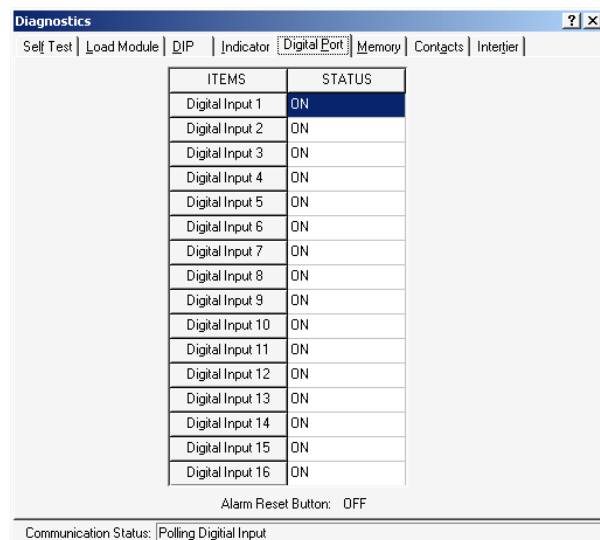 Diagnostics ? x
Self Test Load Module DIP Indicator Digital Port Memory Contacts Intertier
ITEMS STATUS
Digital Input 1 ON
Digital Input 2 ON
Digital Input 3 ON
Digital Input 4 ON
Digital Input 5 ON
Digital Input 6 ON
Digital Input 7 ON
Digital Input 8 ON
Digital Input 9 ON
Digital Input 10 ON
Digital Input 11 ON
Digital Input 12 ON
Digital Input 13 ON
Digital Input 14 ON
Digital Input 15 ON
Digital Input 16 ON
Alarm Reset Button: OFF
Communication Status: Polling Digitial Input